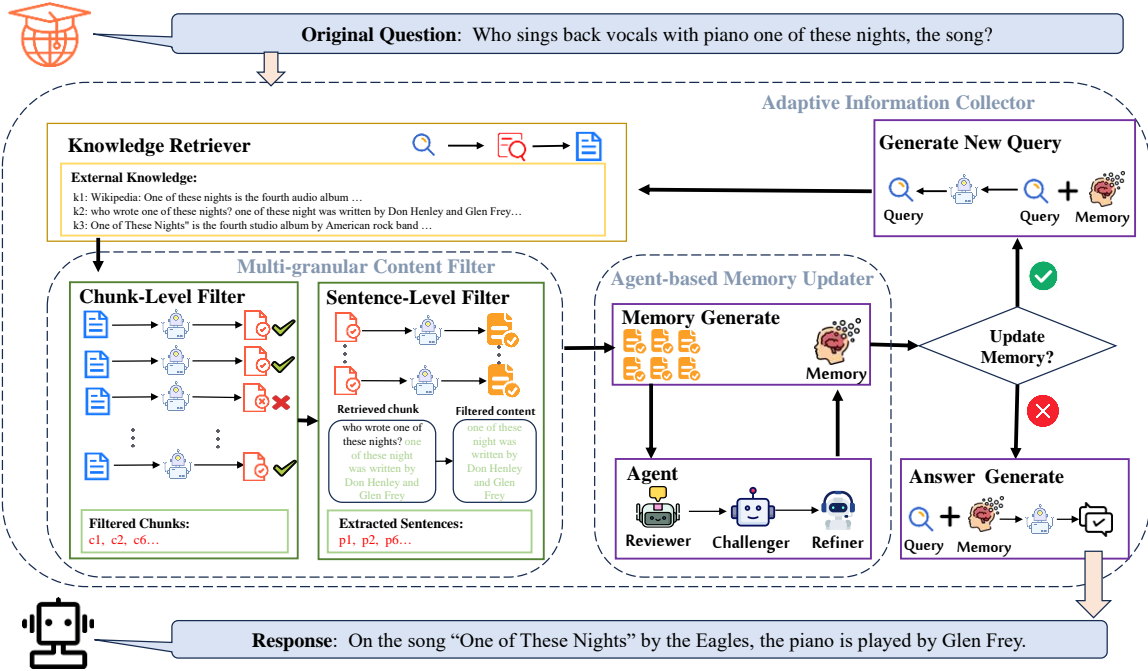 Original Question: Who sings back vocals with piano one of these nights, the song?
Adaptive Information Collector
Knowledge Retriever
External Knowledge:
k1: Wikipedia: One of these nights is the fourth audio album …
k2: who wrote one of these nights? one of these night was written by Don Henley and Glen Frey…
k3: One of These Nights" is the fourth studio album by American rock band …
Generate New Query
Query
Query
Memory
Multi-granular Content Filter
Chunk-Level Filter
Filtered Chunks:
c1, c2, c6…
Sentence-Level Filter
Retrieved chunk
who wrote one of
these nights? one
of these night
was written by
Don Henley and
Glen Frey
Filtered content
one of these
night was
written by
Don Henley
and Glen
Frey
Extracted Sentences:
p1, p2, p6…
Agent-based Memory Updater
Memory Generate
Memory
Agent
Reviewer
Challenger
Refiner
Update
Memory?
Answer Generate
Query
Memory
Response: On the song “One of These Nights” by the Eagles, the piano is played by Glen Frey.